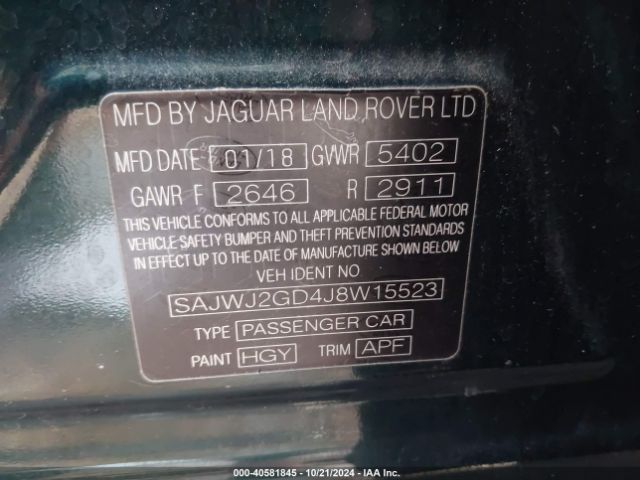 MFD BY JAGUAR LAND ROVER LTD
MFD DATE 01/18 GVWR 5402
GAWR F 2646 R 2911
THIS VEHICLE CONFORMS TO ALL APPLICABLE FEDERAL MOTOR
VEHICLE SAFETY BUMPER AND THEFT PREVENTION STANDARDS
IN EFFECT ON THE DATE OF MANUFACTURE SHOWN BELOW
VEH IDENT NO
SAJWJ2GD4J8W15523
TYPE PASSENGER CAR
PAINT HGY TRIM APF
000-40581845 - 10/21/2024 - IAA Inc.